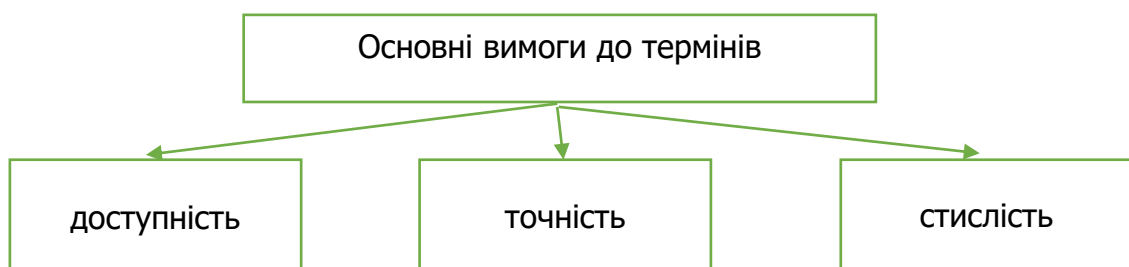 Основні вимоги до термінів
доступність
точність
стислість